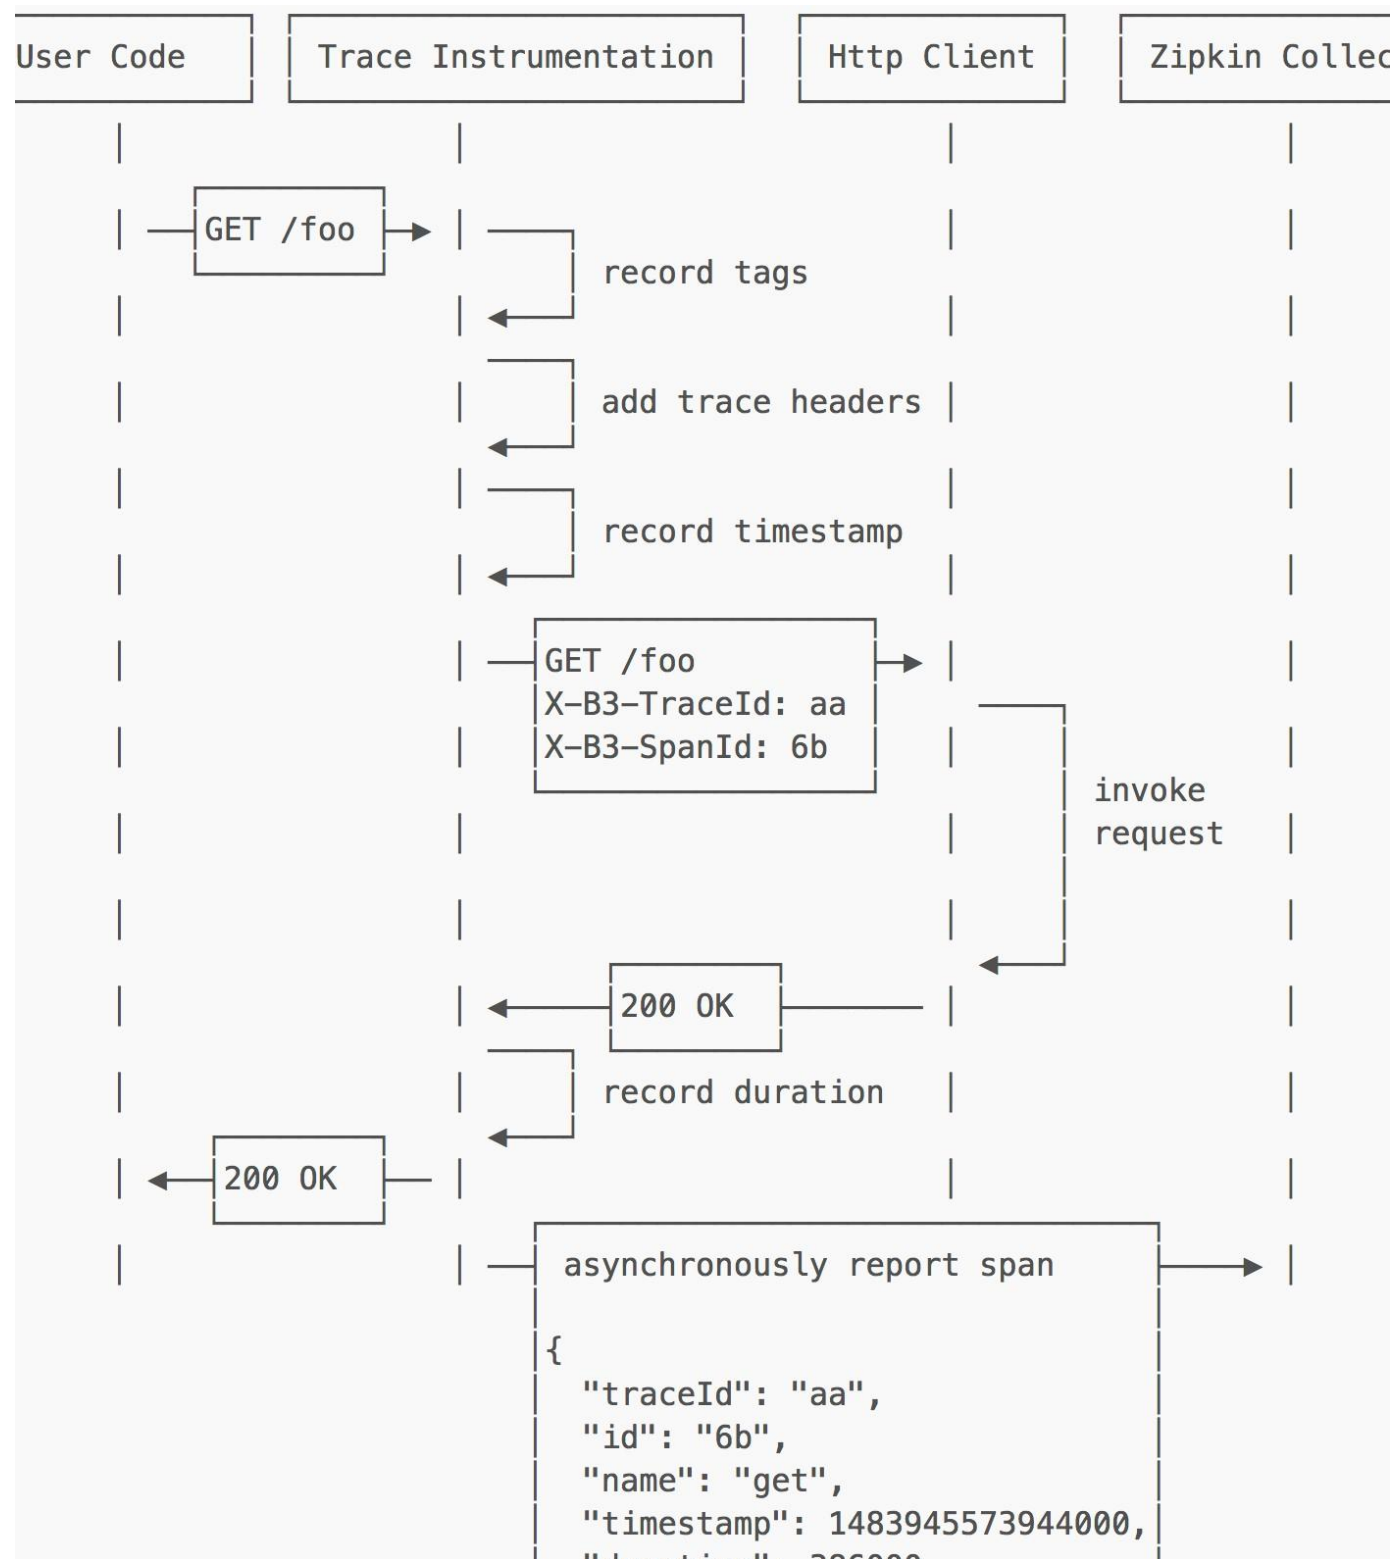 User Code Trace Instrumentation Http Client Zipkin
GET /foo
record tags
add trace headers
record timestamp
GET /foo
X-B3-TraceId: aa
X-B3-SpanId: 6b
invoke
request
200 OK
record duration
200 OK
asynchronously report span
{
"traceId": "aa",
"id": "6b",
"name": "get",
"timestamp": 1483945573944000,